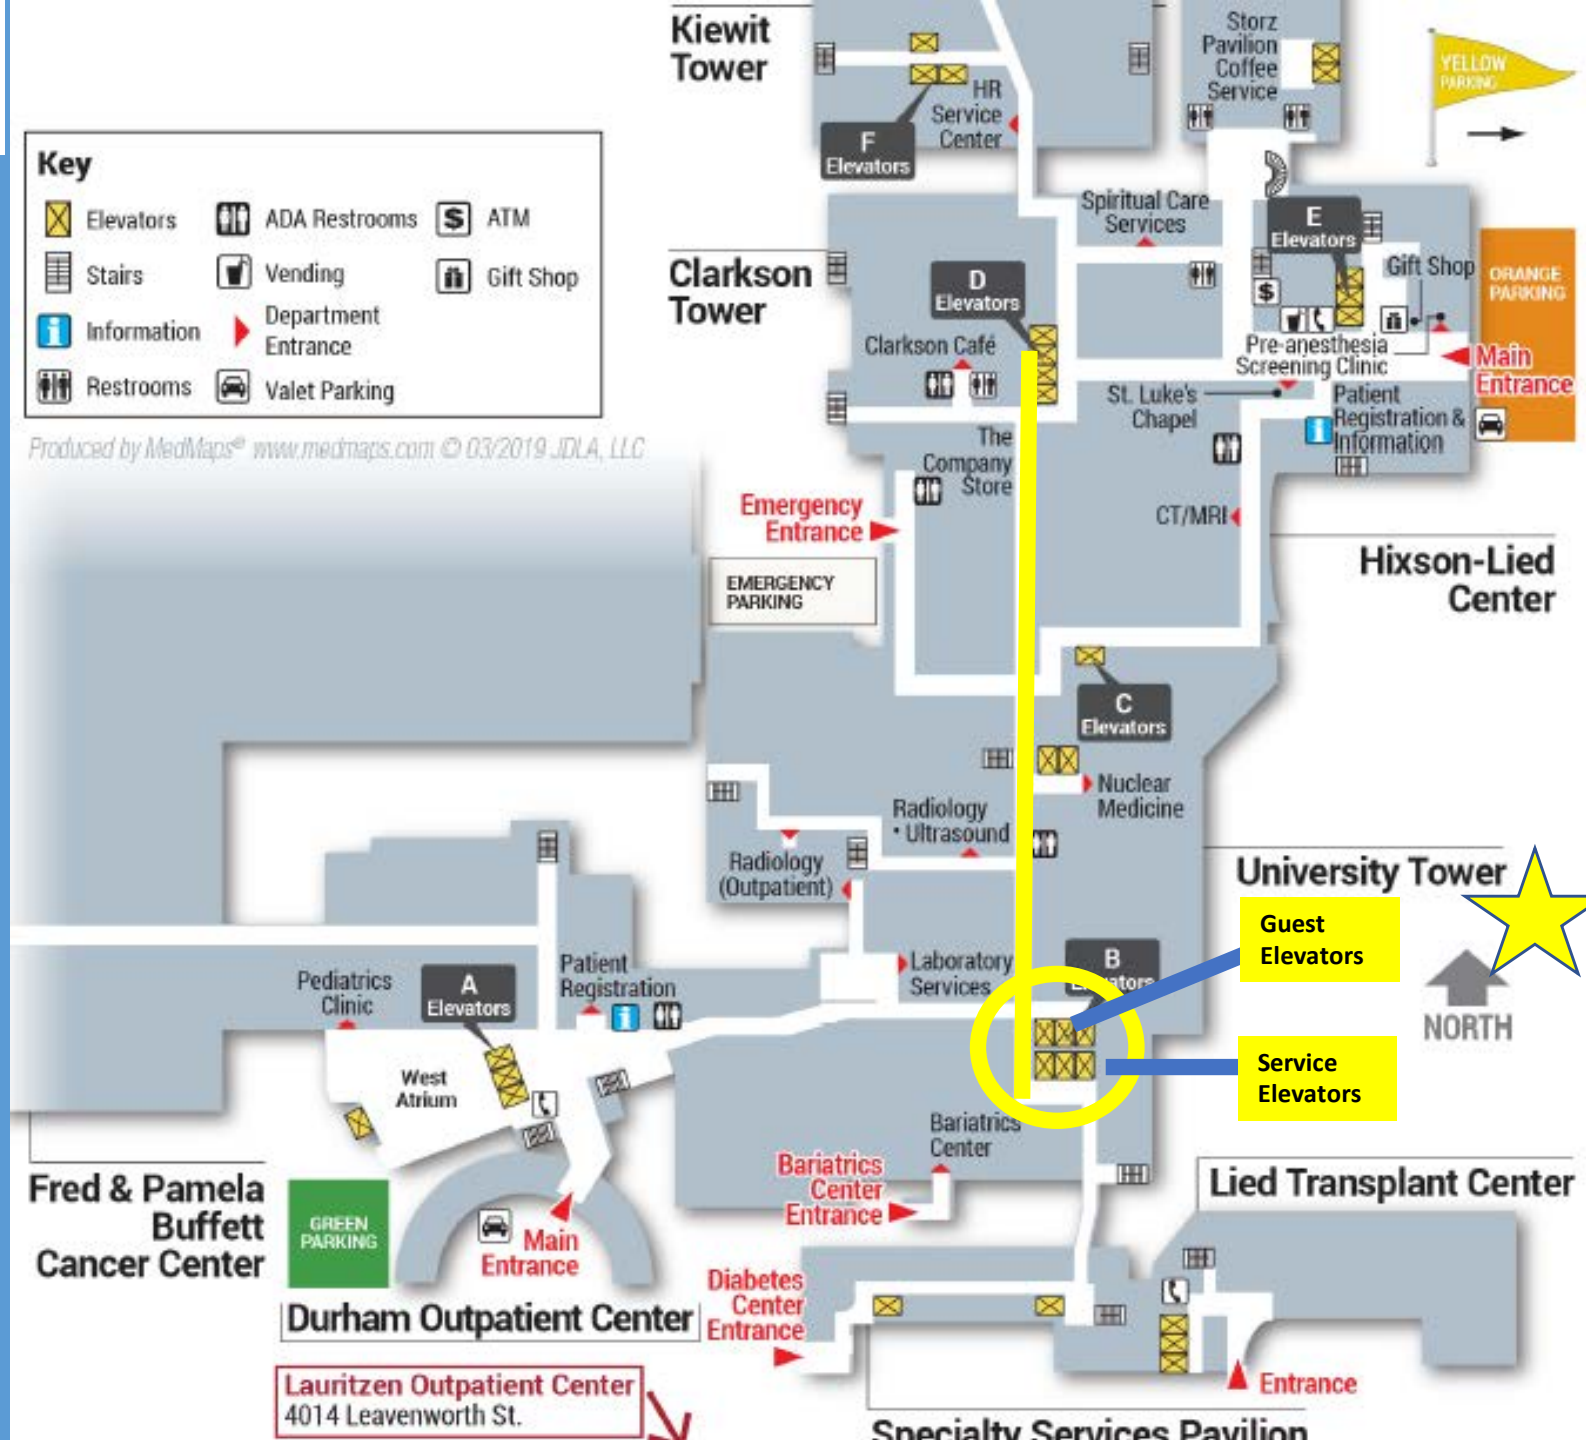 Kiewit
Tower
HR
Service
Center
F
Elevators
Storz
Pavilion
Coffee
Service
YELLOW
PARKING
Key
Elevators
ADA Restrooms
$
ATM
Stairs
Vending
Gift Shop
i
Information
Department
Entrance
Restrooms
Valet Parking
Produced by MedMaps® www.medmaps.com © 03/2019 JDLA, LLC
Spiritual Care
Services
E
Elevators
Clarkson
Tower
D
Elevators
Gift Shop
$
ORANGE
PARKING
Clarkson Café
Pre-anesthesia
Screening Clinic
Main
Entrance
St. Luke's
Chapel
Patient
Registration &
Information
i
The
Company
Store
Emergency
Entrance
CT/MRI
EMERGENCY
PARKING
Hixson-Lied
Center
C
Elevators
Nuclear
Medicine
Radiology
• Ultrasound
Radiology
(Outpatient)
University Tower
Guest
Elevators
Laboratory
Services
B
NORTH
Pediatrics
Clinic
A
Elevators
Patient
Registration
i
West
Atrium
Service
Elevators
Bariatrics
Center
Bariatrics
Center
Entrance
Lied Transplant Center
Fred & Pamela
Buffett
Cancer Center
GREEN
PARKING
Main
Entrance
Durham Outpatient Center
Diabetes
Center
Entrance
Entrance
Lauritzen Outpatient Center
4014 Leavenworth St.
Specialty Services Pavilion